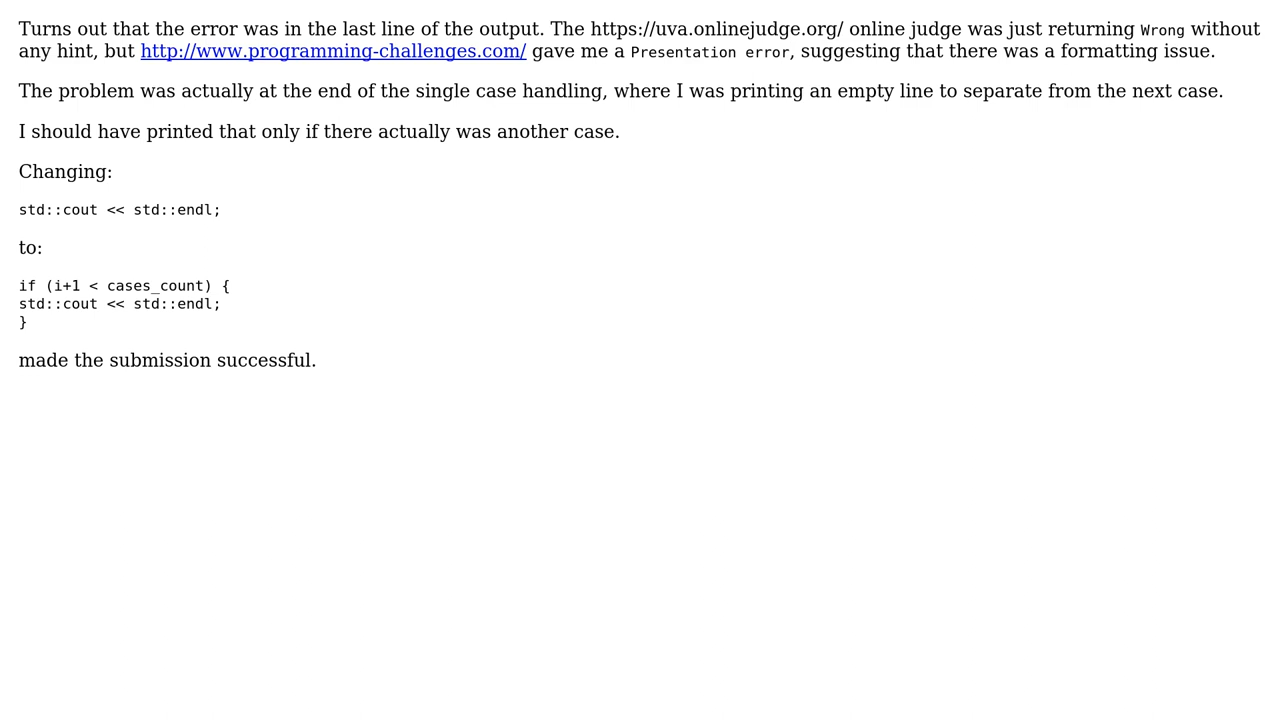 Turns out that the error was in the last line of the output. The https://uva.onlinejudge.org/ online judge was just returning Wrong without
any hint, but http://www.programming-challenges.com/ gave me a Presentation error, suggesting that there was a formatting issue.
The problem was actually at the end of the single case handling, where I was printing an empty line to separate from the next case.
I should have printed that only if there actually was another case.
Changing:
std::cout << std::endl;
to:
if (i+1 < cases_count) {
std::cout << std::endl;
}
made the submission successful.